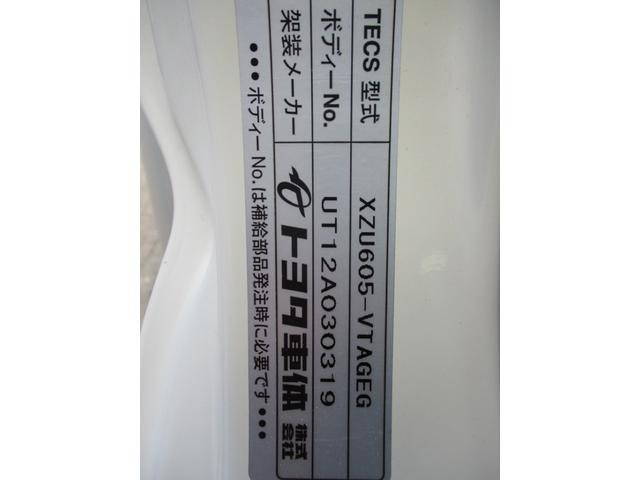 TECS 型式 XZU605-VTAGEG
ボディーNo. UT12A030319
架装メーカー トヨタ車体 株式会社
●●●ボディーNo.は補給部品発注時に必要です●●●